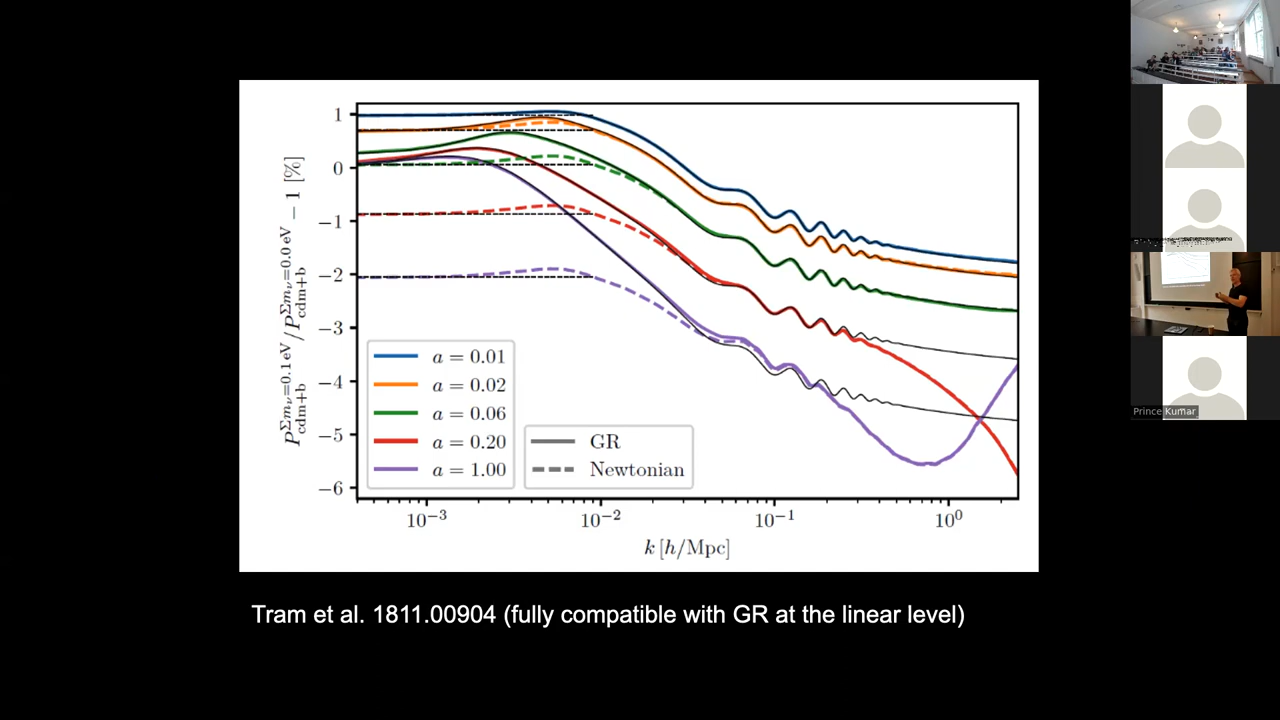 1
0
−1
−2
−3
−4
−5
−6
P^{Σm_ν=0.1 eV}_{cdm+b} / P^{Σm_ν=0.0 eV}_{cdm+b} − 1 [%]
a = 0.01
a = 0.02
a = 0.06
a = 0.20
a = 1.00
GR
Newtonian
10⁻³ 10⁻² 10⁻¹ 10⁰
k [h/Mpc]
Tram et al. 1811.00904 (fully compatible with GR at the linear level)
Prince Kumar